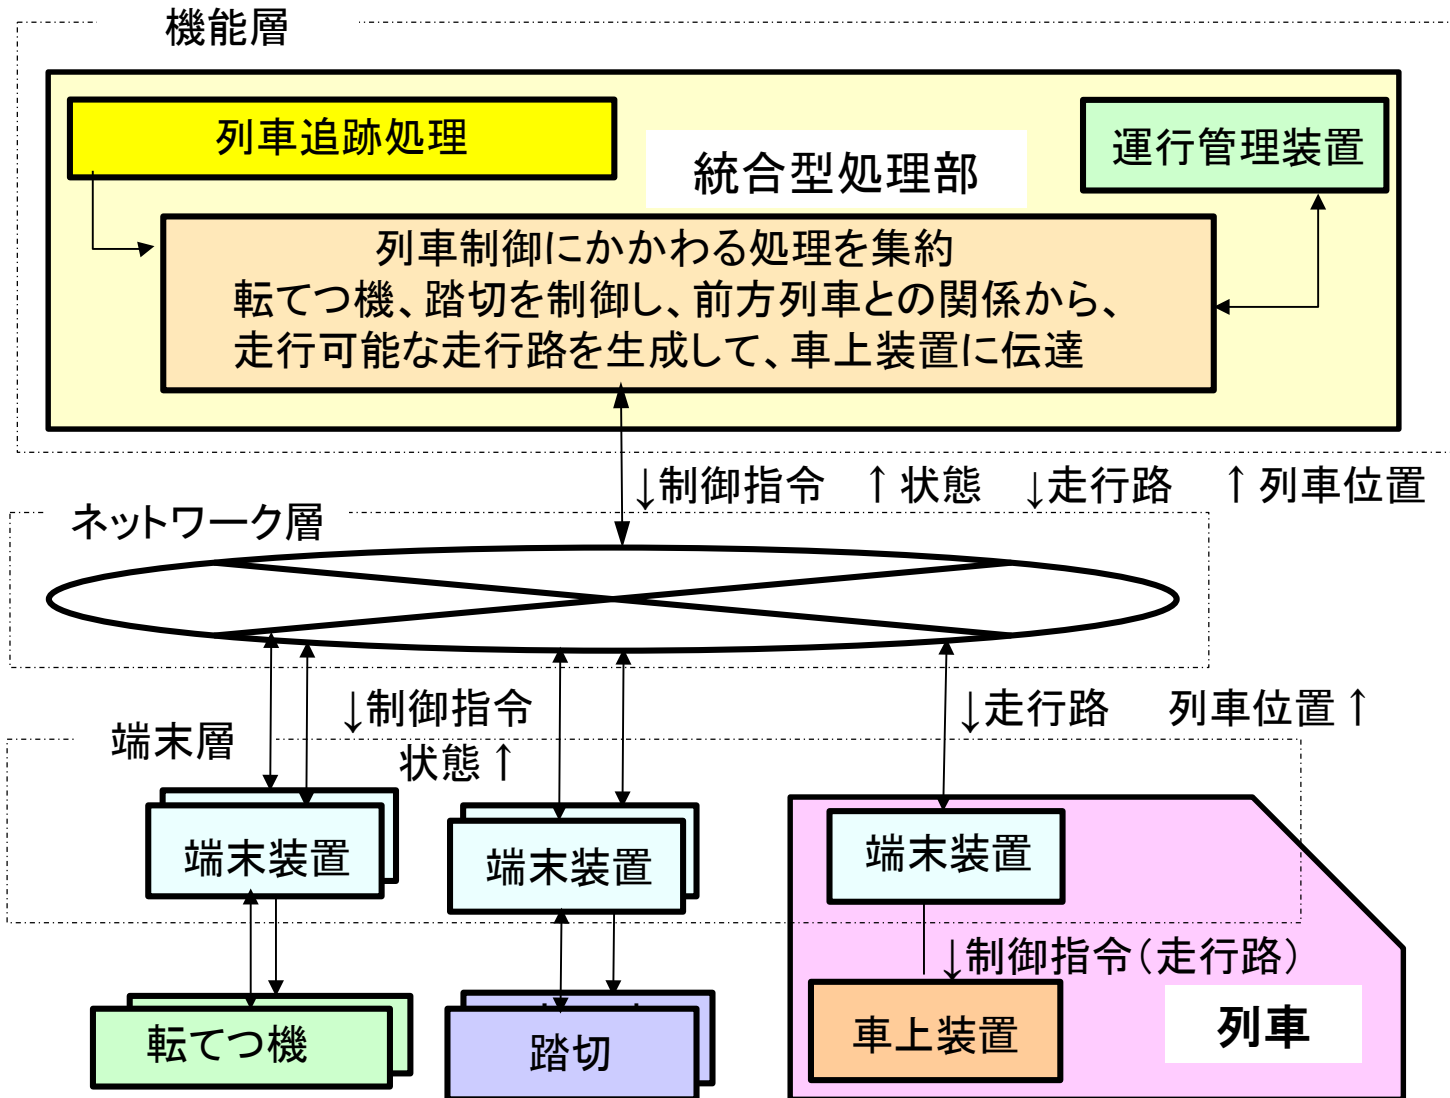 機能層
列車追跡処理
統合型処理部
運行管理装置
列車制御にかかわる処理を集約
転てつ機、踏切を制御し、前方列車との関係から、
走行可能な走行路を生成して、車上装置に伝達
↓制御指令 ↑状態 ↓走行路 ↑列車位置
ネットワーク層
↓制御指令
状態↑
↓走行路 列車位置↑
端末層
端末装置
端末装置
端末装置
↓制御指令(走行路)
転てつ機
踏切
車上装置
列車